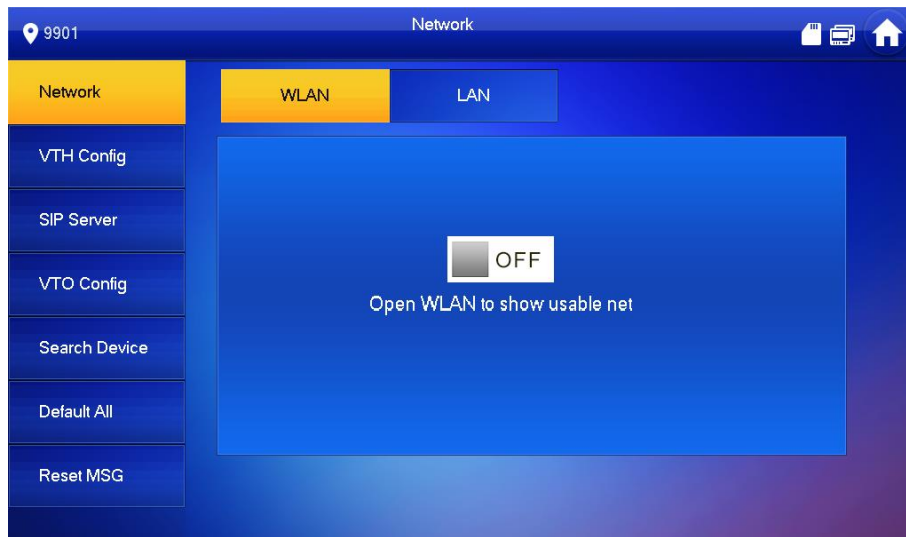 9901
Network
Network
WLAN
LAN
VTH Config
SIP Server
VTO Config
Search Device
Default All
Reset MSG
OFF
Open WLAN to show usable net